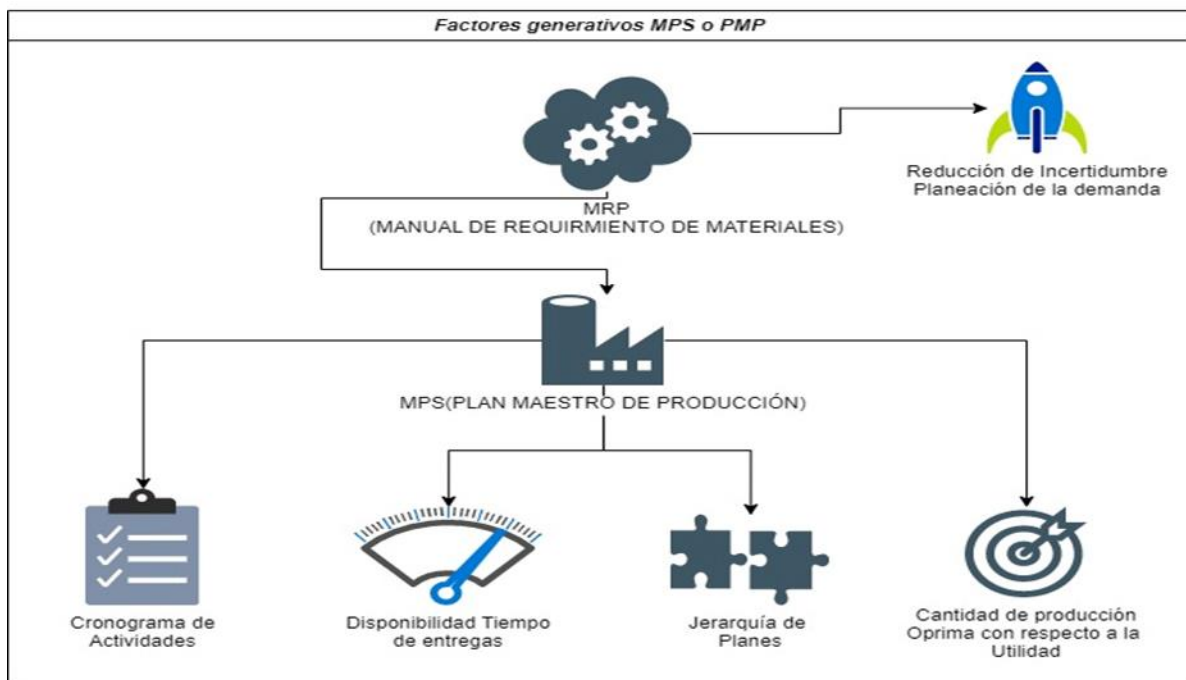 Factores generativos MPS o PMP
Reducción de Incertidumbre
Planeación de la demanda
MRP
(MANUAL DE REQUIRMIENTO DE MATERIALES)
MPS(PLAN MAESTRO DE PRODUCCIÓN)
Cronograma de
Actividades
Disponibilidad Tiempo
de entregas
Jerarquía de
Planes
Cantidad de producción
Oprima con respecto a la
Utilidad